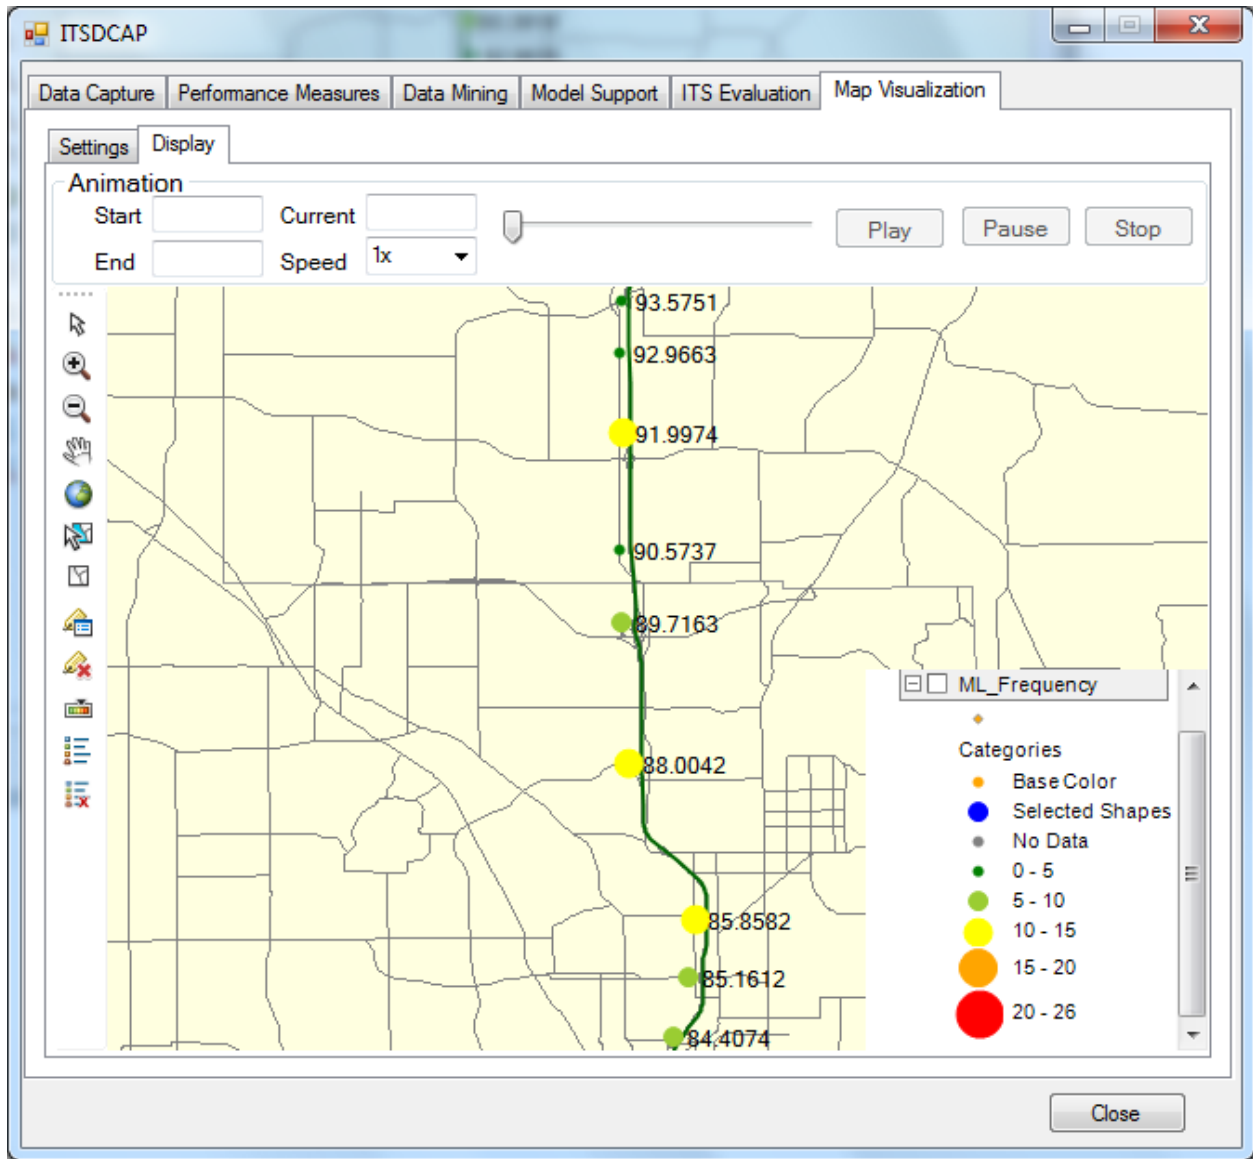 ITSDCAP
Data Capture Performance Measures Data Mining Model Support ITS Evaluation Map Visualization
Settings Display
Animation
Start Current
End Speed 1x
Play Pause Stop
93.5751
92.9663
91.9974
90.5737
89.7163
88.0042
85.8582
85.1612
84.4074
ML_Frequency
Categories
Base Color
Selected Shapes
No Data
0 - 5
5 - 10
10 - 15
15 - 20
20 - 26
Close